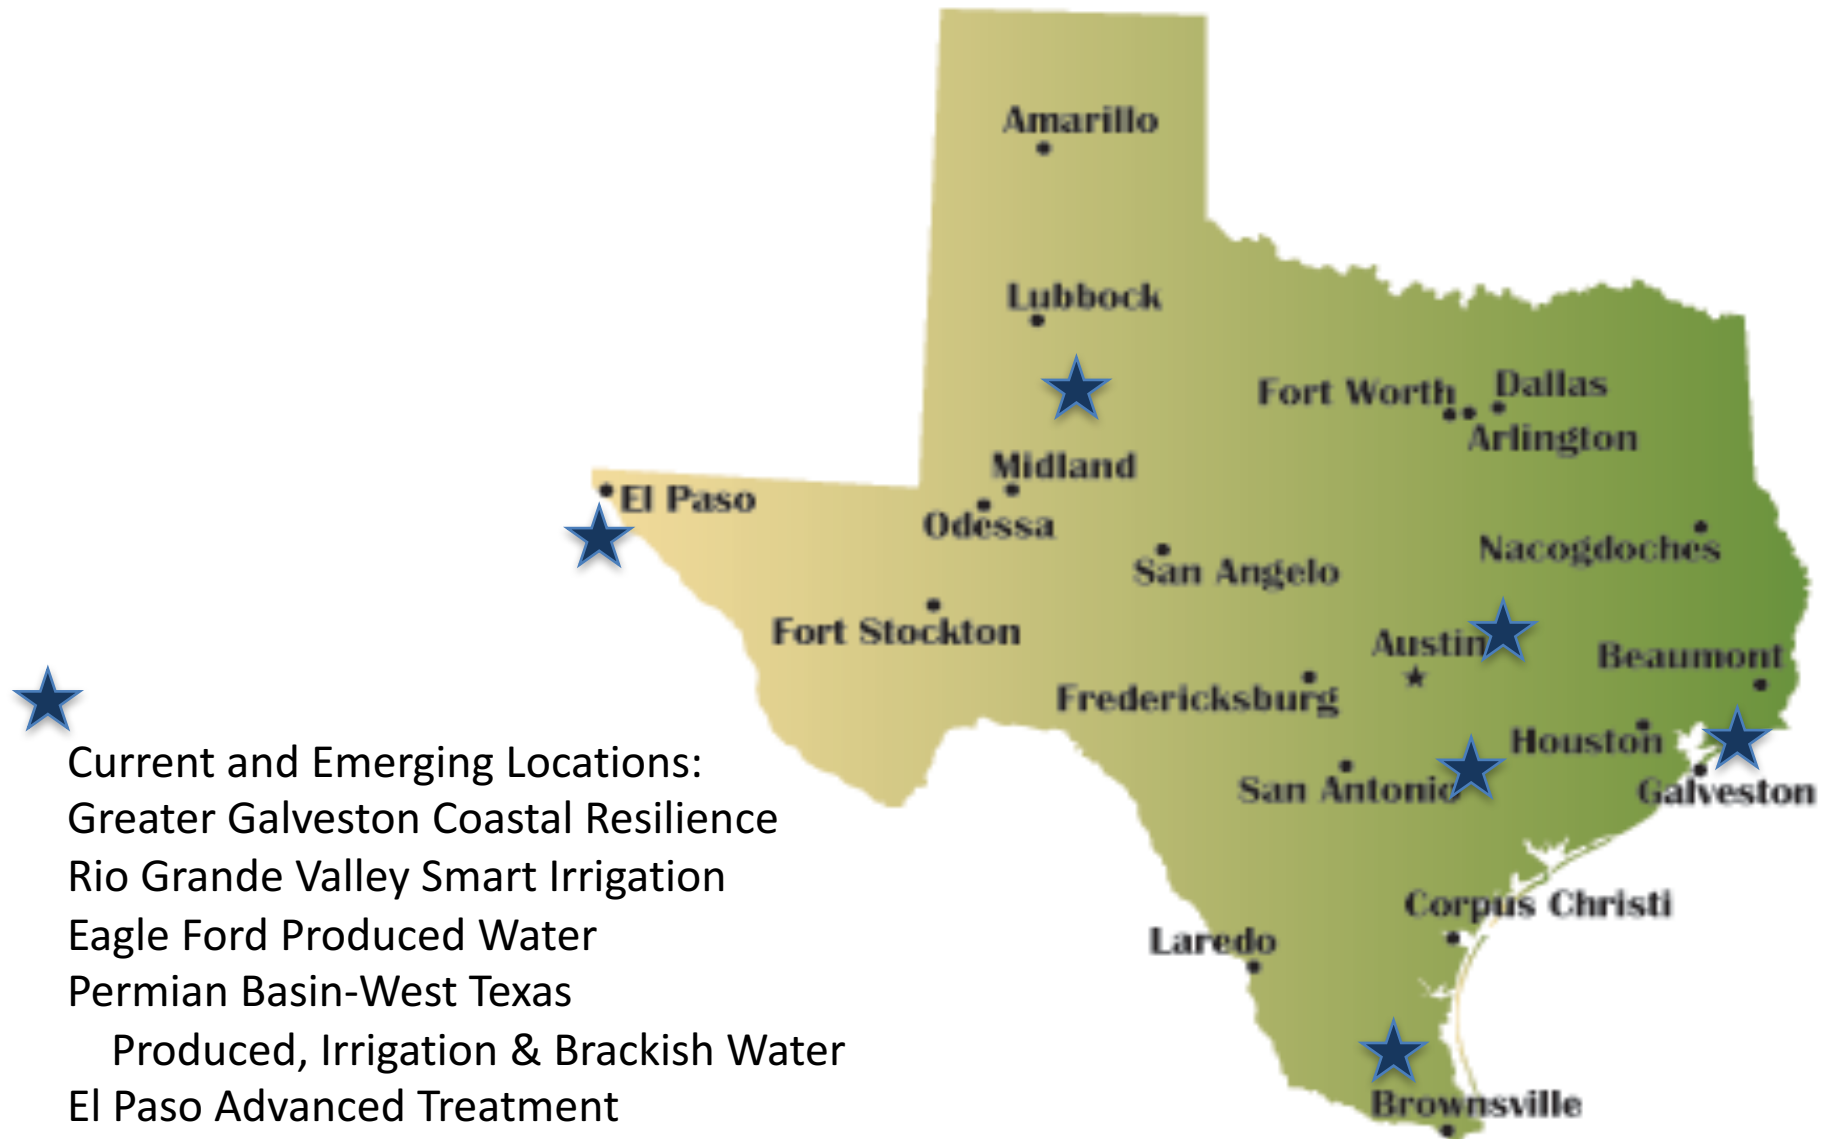 Amarillo
Lubbock
Fort Worth
Dallas
Arlington
Midland
El Paso
Odessa
Nacogdoches
San Angelo
Fort Stockton
Austin
Beaumont
Fredericksburg
Houston
San Antonio
Galveston
Corpus Christi
Laredo
Brownsville
Current and Emerging Locations:
Greater Galveston Coastal Resilience
Rio Grande Valley Smart Irrigation
Eagle Ford Produced Water
Permian Basin-West Texas
Produced, Irrigation & Brackish Water
El Paso Advanced Treatment